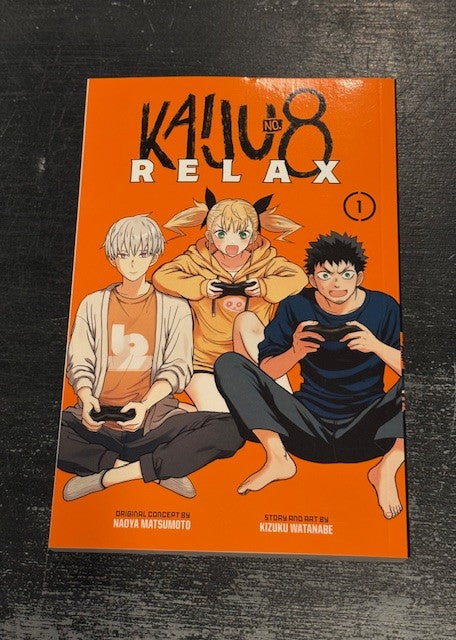 KAIJU NO. 8
RELAX
1
ORIGINAL CONCEPT BY
NAOYA MATSUMOTO
STORY AND ART BY
KIZUKU WATANABE